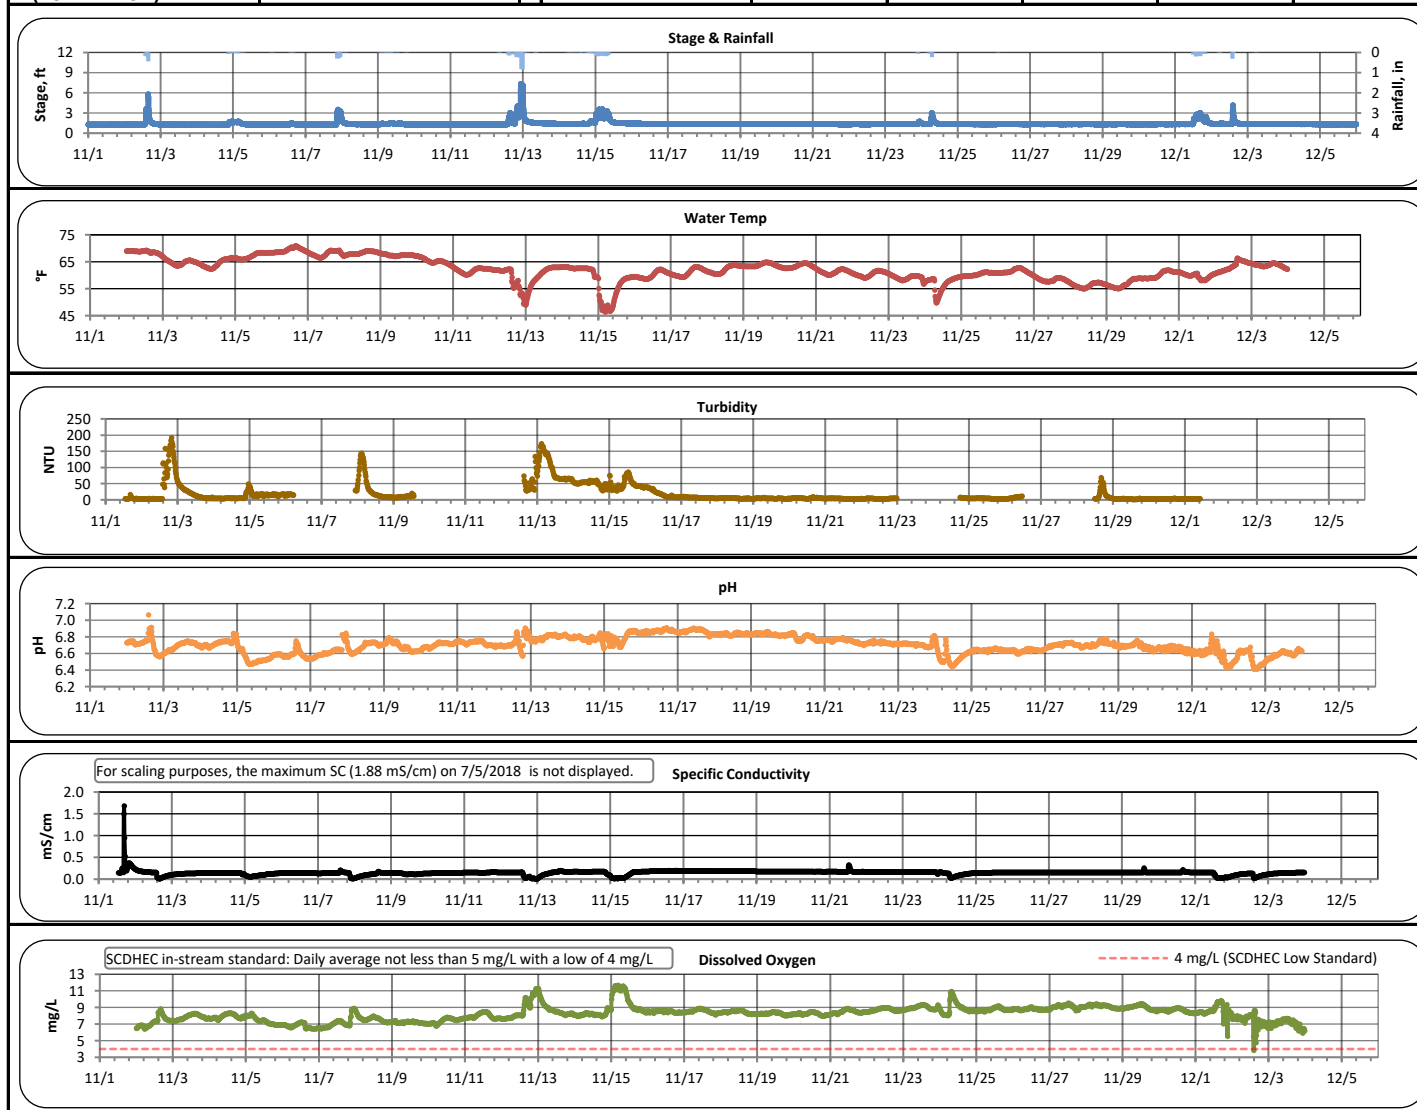 Stage & Rainfall
12 9 6 3 0
Stage, ft
0 1 2 3 4
Rainfall, in
11/1 11/3 11/5 11/7 11/9 11/11 11/13 11/15 11/17 11/19 11/21 11/23 11/25 11/27 11/29 12/1 12/3 12/5
Water Temp
75 65 55 45
°F
11/1 11/3 11/5 11/7 11/9 11/11 11/13 11/15 11/17 11/19 11/21 11/23 11/25 11/27 11/29 12/1 12/3 12/5
Turbidity
250 200 150 100 50 0
NTU
11/1 11/3 11/5 11/7 11/9 11/11 11/13 11/15 11/17 11/19 11/21 11/23 11/25 11/27 11/29 12/1 12/3 12/5
pH
7.2 7.0 6.8 6.6 6.4 6.2
pH
11/1 11/3 11/5 11/7 11/9 11/11 11/13 11/15 11/17 11/19 11/21 11/23 11/25 11/27 11/29 12/1 12/3 12/5
For scaling purposes, the maximum SC (1.88 mS/cm) on 7/5/2018 is not displayed.
Specific Conductivity
2.0 1.5 1.0 0.5 0.0
mS/cm
11/1 11/3 11/5 11/7 11/9 11/11 11/13 11/15 11/17 11/19 11/21 11/23 11/25 11/27 11/29 12/1 12/3 12/5
SCDHEC in-stream standard: Daily average not less than 5 mg/L with a low of 4 mg/L
Dissolved Oxygen
4 mg/L (SCDHEC Low Standard)
13 11 9 7 5 3
mg/L
11/1 11/3 11/5 11/7 11/9 11/11 11/13 11/15 11/17 11/19 11/21 11/23 11/25 11/27 11/29 12/1 12/3 12/5